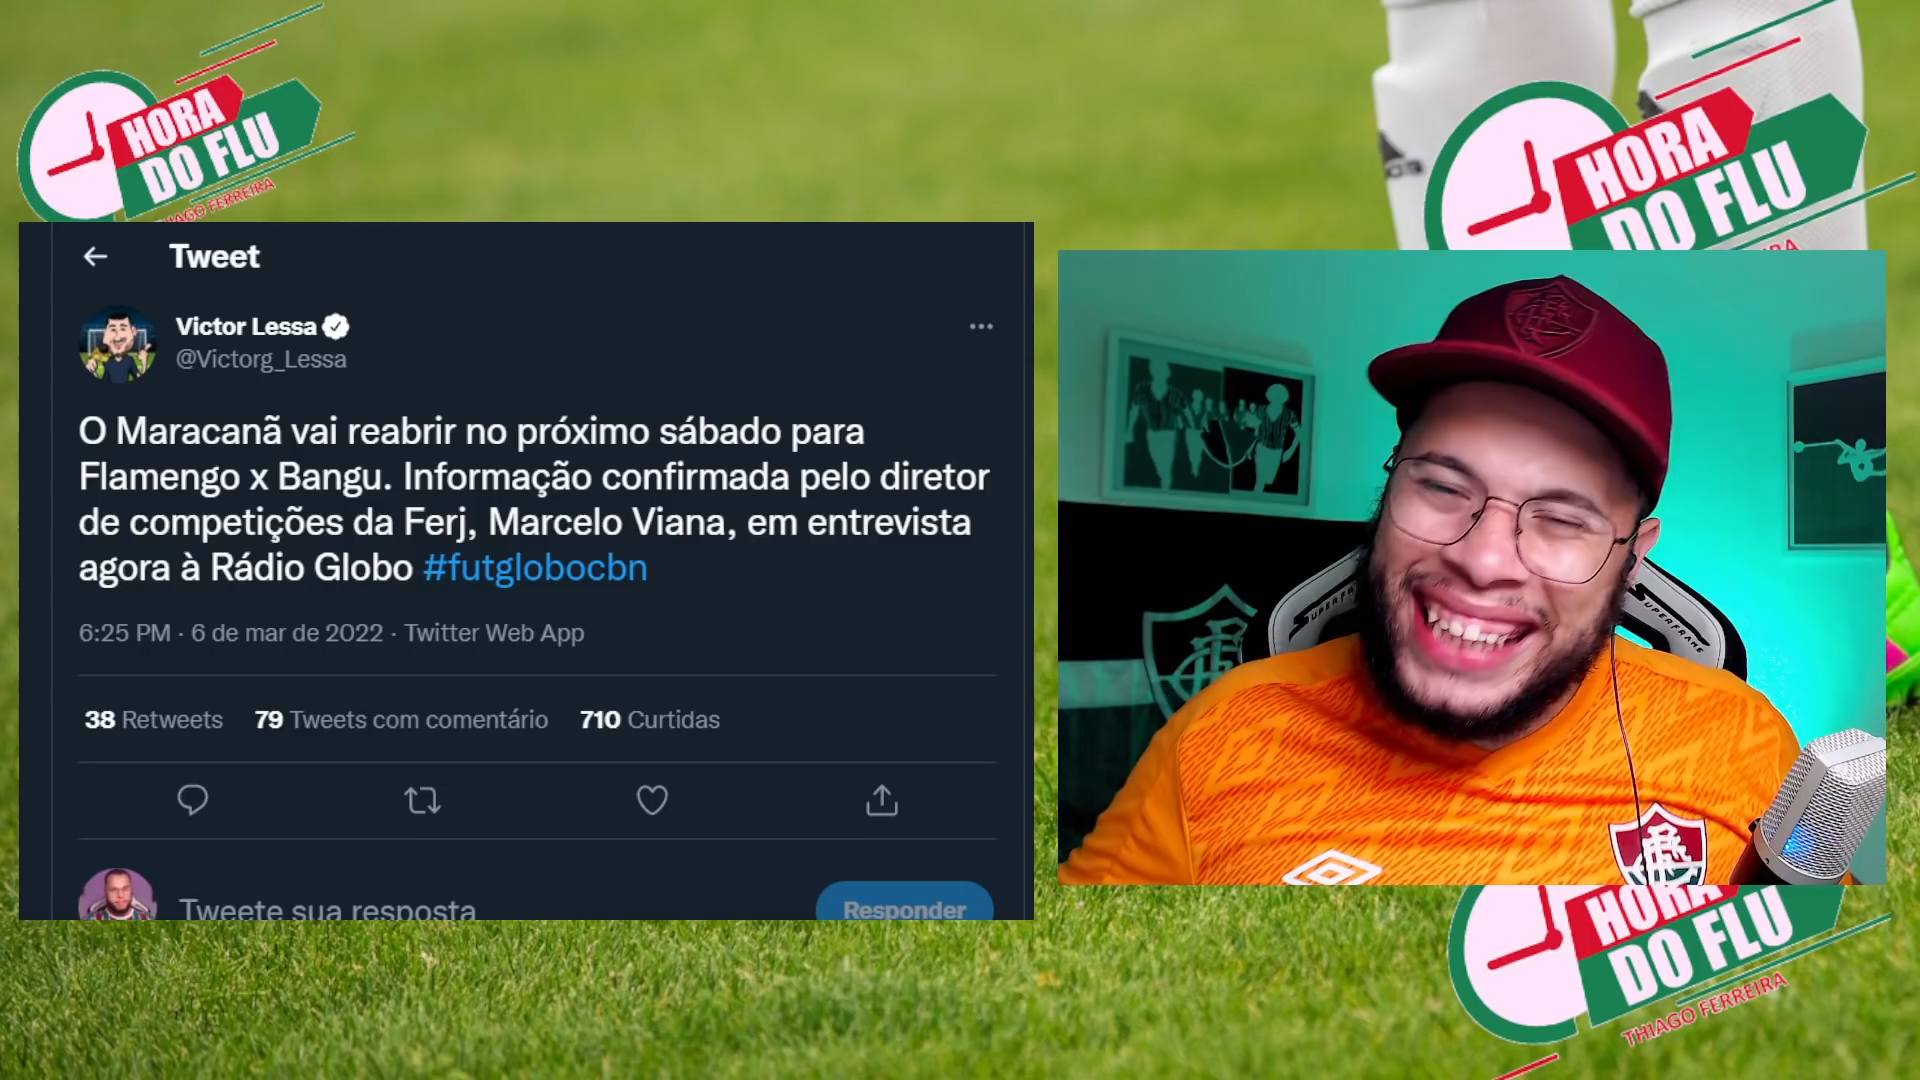 HORA
DO FLU
THIAGO FERREIRA
HORA
DO FLU
Tweet
Victor Lessa
@Victorg_Lessa
O Maracanã vai reabrir no próximo sábado para
Flamengo x Bangu. Informação confirmada pelo diretor
de competições da Ferj, Marcelo Viana, em entrevista
agora à Rádio Globo #futglobocbn
6:25 PM · 6 de mar de 2022 · Twitter Web App
38 Retweets 79 Tweets com comentário 710 Curtidas
Tweete sua resposta
Responder
SUPERFRAME
HORA
DO FLU
THIAGO FERREIRA